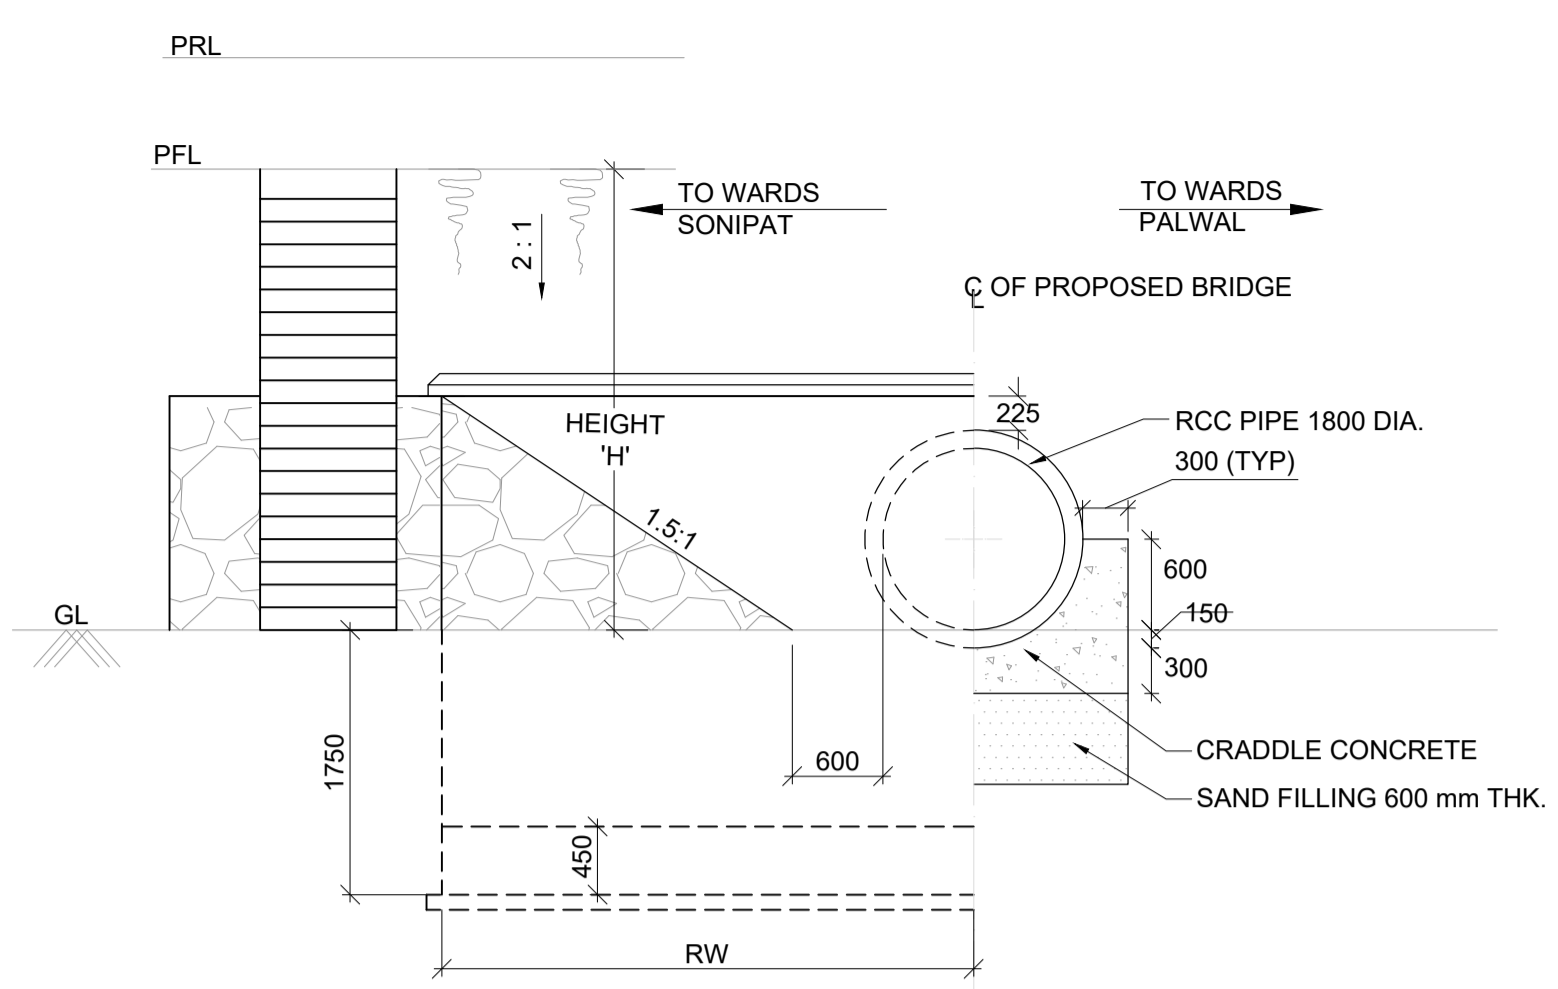 PRL
PFL
TO WARDS
SONIPAT
TO WARDS
PALWAL
2 : 1
C
L OF PROPOSED BRIDGE
HEIGHT
'H'
225
RCC PIPE 1800 DIA.
300 (TYP)
1.5:1
600
150
300
GL
1750
600
CRADDLE CONCRETE
SAND FILLING 600 mm THK.
450
RW